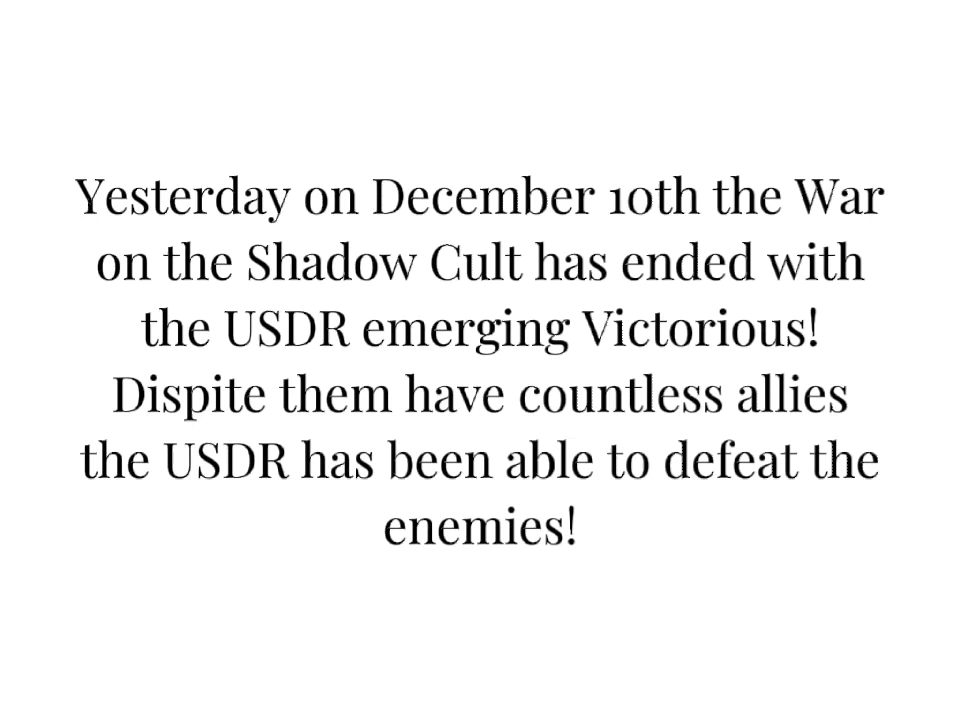 Yesterday on December 10th the War
on the Shadow Cult has ended with
the USDR emerging Victorious!
Dispite them have countless allies
the USDR has been able to defeat the
enemies!